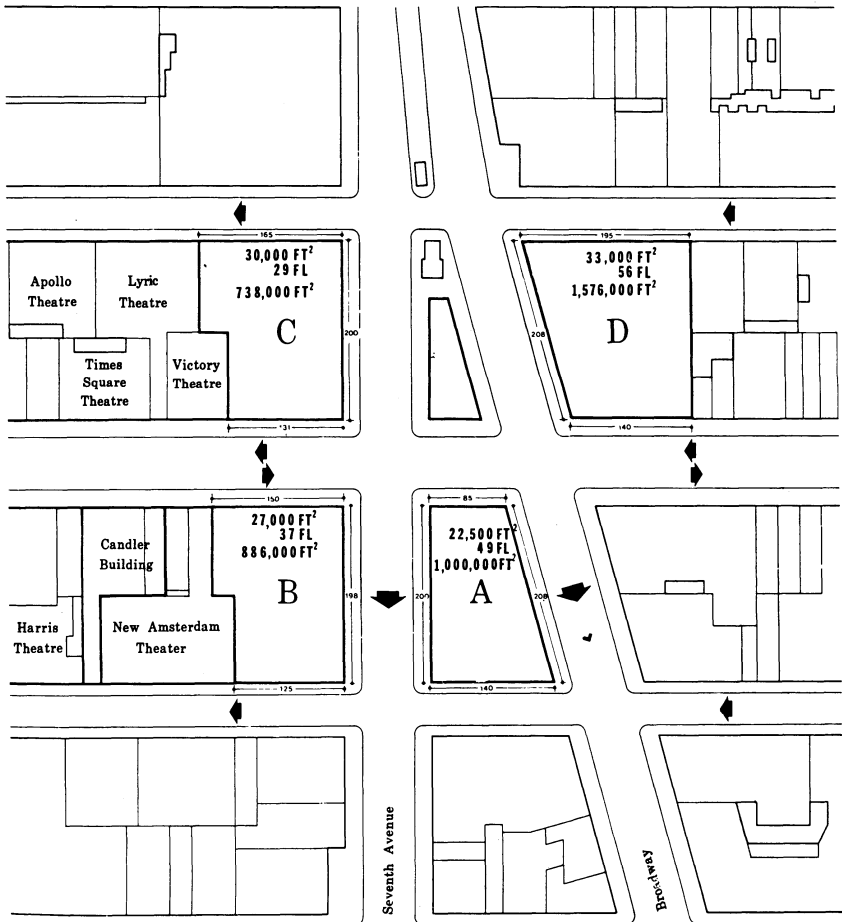 165
195
30,000 FT²
29 FL
738,000 FT²
C
200
131
33,000 FT²
56 FL
1,576,000 FT²
D
208
140
Apollo
Theatre
Lyric
Theatre
Times
Square
Theatre
Victory
Theatre
150
85
27,000 FT²
37 FL
886,000 FT²
B
198
125
22,500 FT²
49 FL
1,000,000 FT²
A
200
208
140
Candler
Building
Harris
Theatre
New Amsterdam
Theater
Seventh Avenue
Broadway